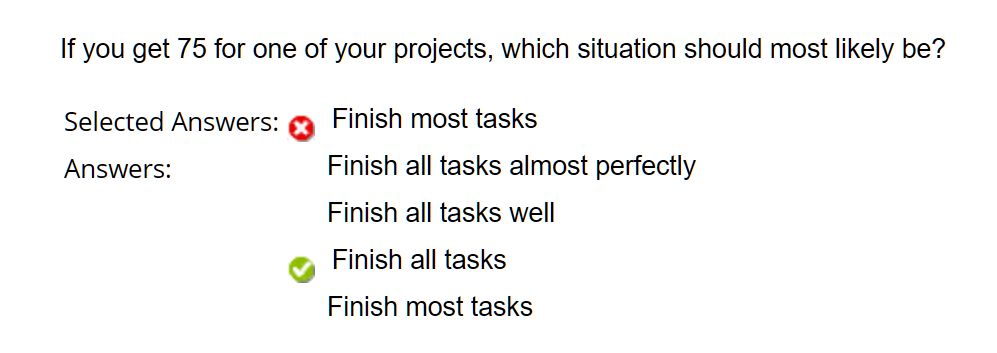 If you get 75 for one of your projects, which situation should most likely be?
Selected Answers: Finish most tasks
Answers: Finish all tasks almost perfectly
Finish all tasks well
Finish all tasks
Finish most tasks